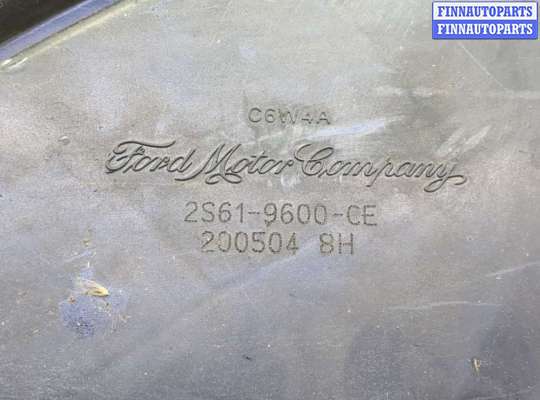 FINNAUTOPARTS
FINNAUTOPARTS
C6W4A
Ford Motor Company
2S61-9600-CE
200504 8H